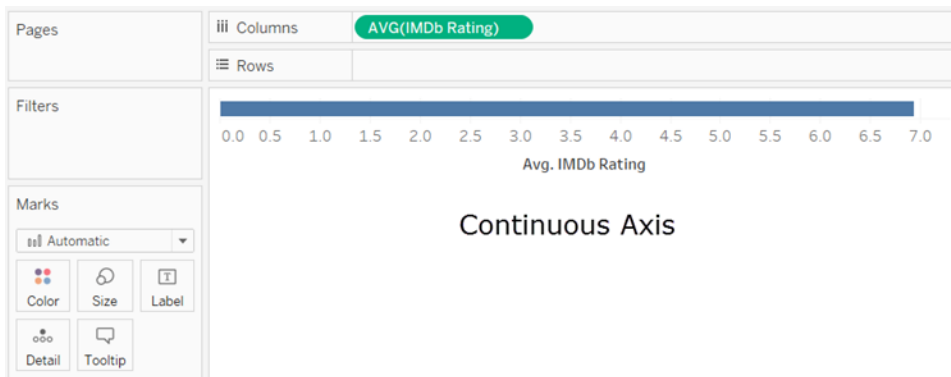 Pages
Columns
AVG(IMDb Rating)
Rows
Filters
0.0 0.5 1.0 1.5 2.0 2.5 3.0 3.5 4.0 4.5 5.0 5.5 6.0 6.5 7.0
Avg. IMDb Rating
Marks
Automatic
Continuous Axis
Color Size Label
T
Detail Tooltip